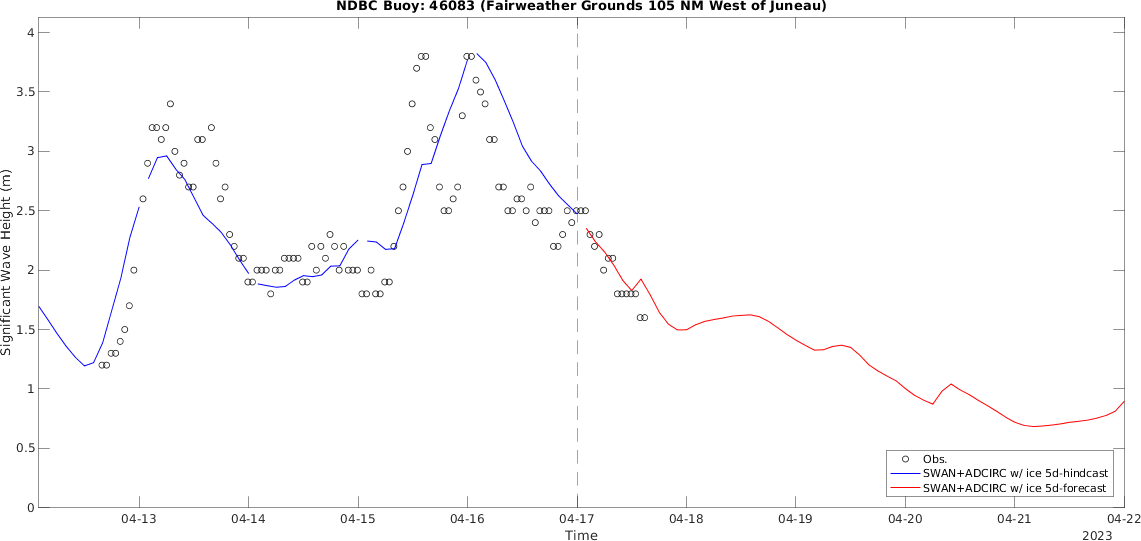 NDBC Buoy: 46083 (Fairweather Grounds 105 NM West of Juneau)
Significant Wave Height (m)
4
3.5
3
2.5
2
1.5
1
0.5
0
04-13 04-14 04-15 04-16 04-17 04-18 04-19 04-20 04-21 04-22
Time
2023
Obs.
SWAN+ADCIRC w/ ice 5d-hindcast
SWAN+ADCIRC w/ ice 5d-forecast